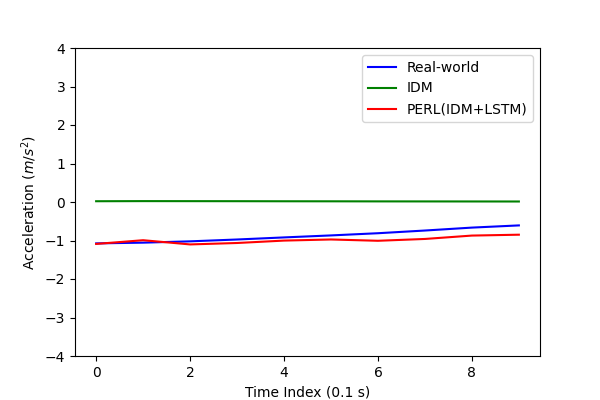 Real-world
IDM
PERL(IDM+LSTM)
4
3
2
1
0
−1
−2
−3
−4
Acceleration (m/s²)
0 2 4 6 8
Time Index (0.1 s)